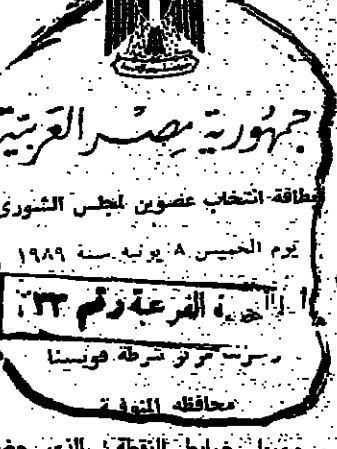 جمهورية مصر العربية
بطاقة انتخاب عضوين لمجلس الشورى
يوم الخميس ٨ يونيه سنة ١٩٨٩
اللجنة الفرعية رقم ٣٣
مركز شرطة قويسنا
محافظة المنوفية